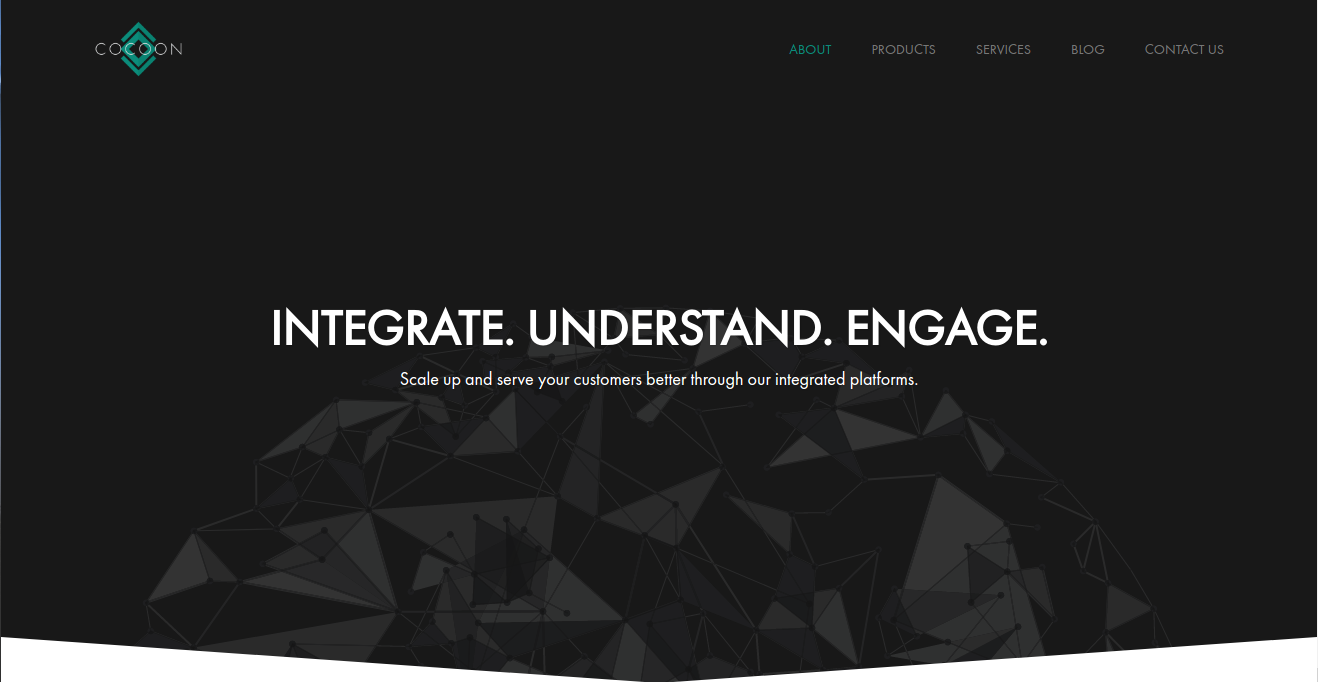 COCOON
ABOUT PRODUCTS SERVICES BLOG CONTACT US
INTEGRATE. UNDERSTAND. ENGAGE.
Scale up and serve your customers better through our integrated platforms.